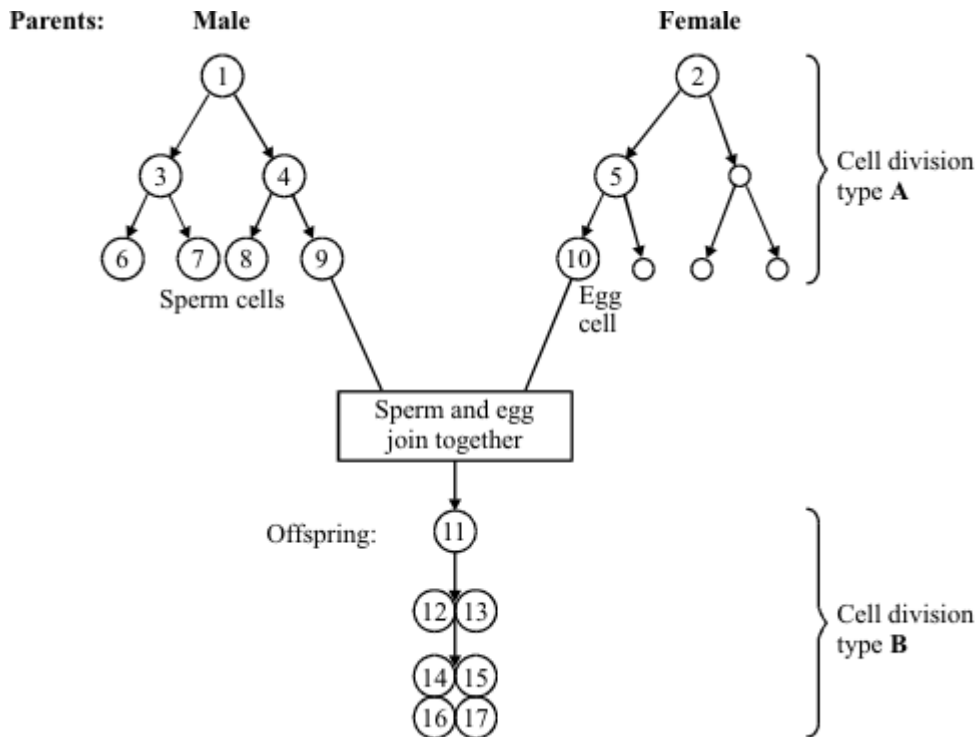 Parents: Male Female
1 2
3 4 5
Cell division
type A
6 7 8 9 10
Sperm cells
Egg
cell
Sperm and egg
join together
Offspring: 11
12 13
Cell division
type B
14 15
16 17